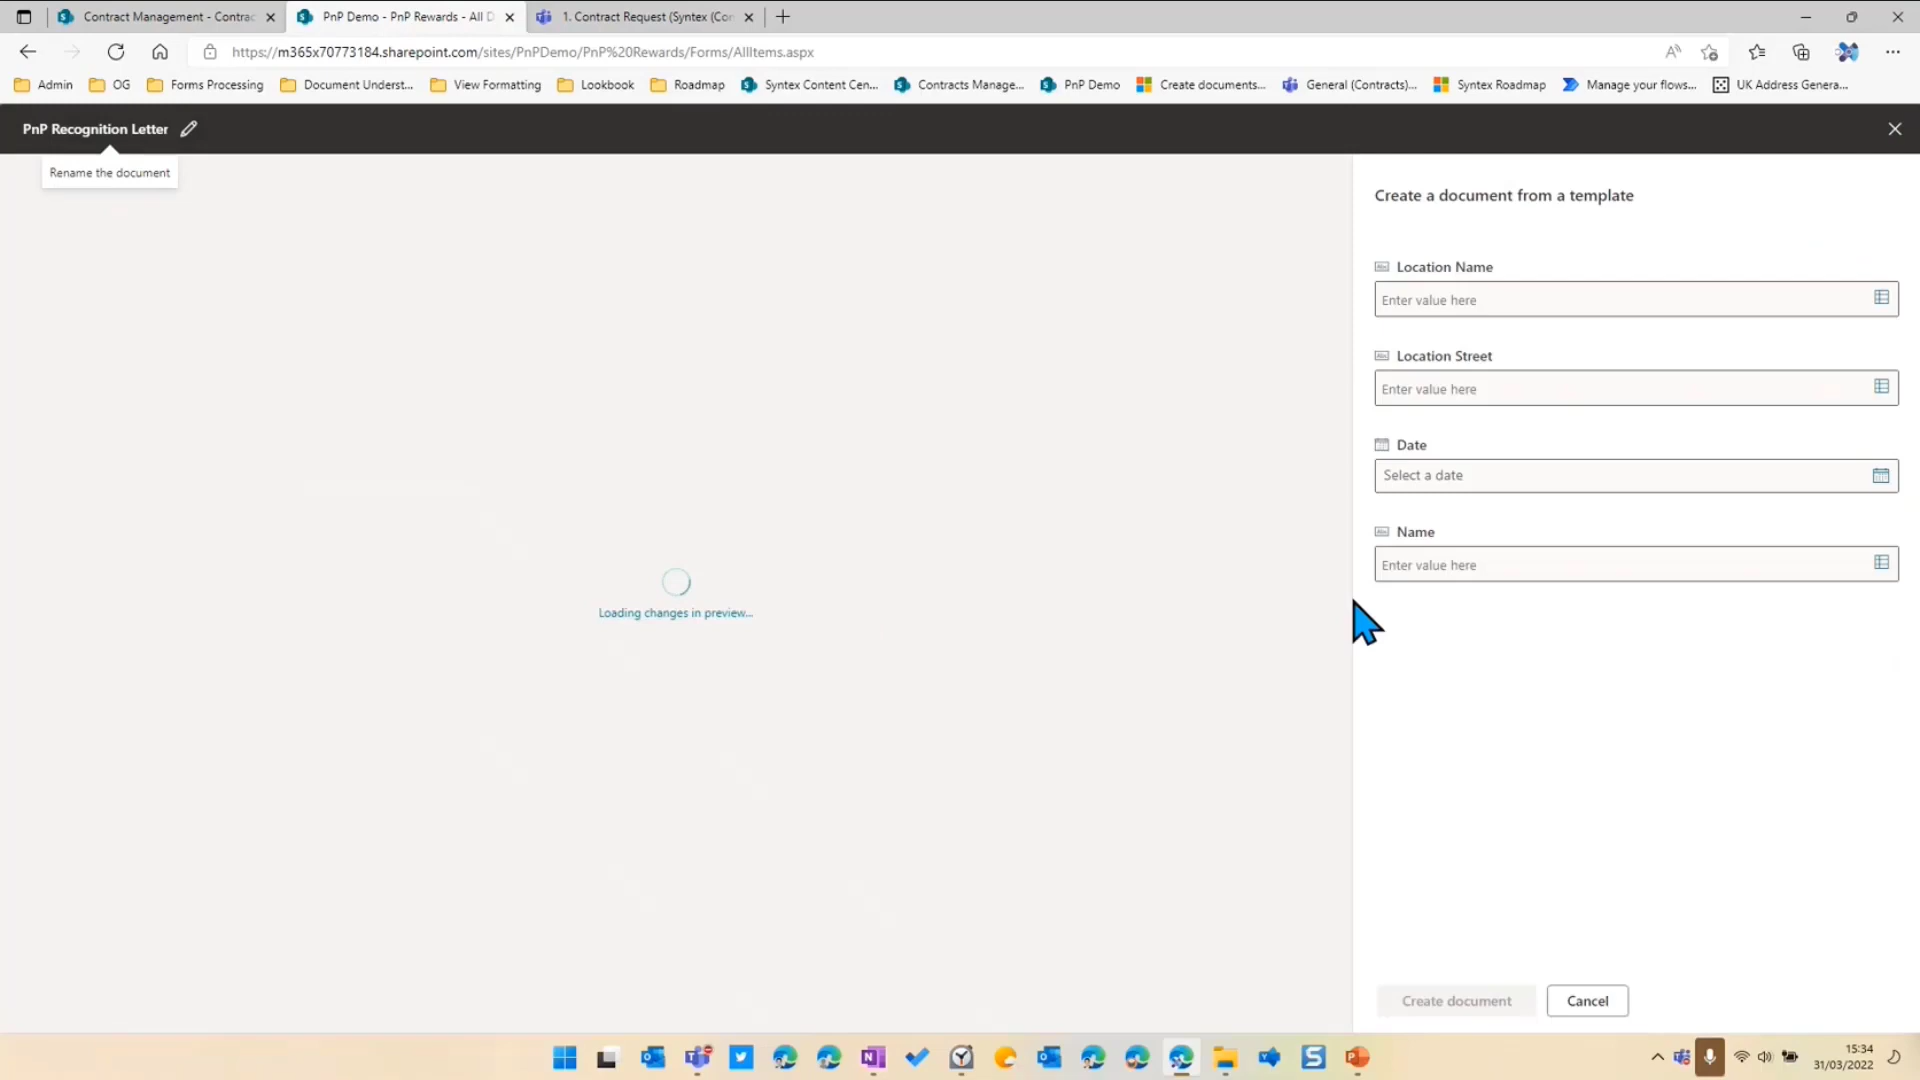 Contract Management - Contrac
PnP Demo - PnP Rewards - All D
1. Contract Request (Syntex (Con
https://m365x70773184.sharepoint.com/sites/PnPDemo/PnP%20Rewards/Forms/AllItems.aspx
Admin
OG
Forms Processing
Document Underst...
View Formatting
Lookbook
Roadmap
Syntex Content Cen...
Contracts Manage...
PnP Demo
Create documents...
General (Contracts)...
Syntex Roadmap
Manage your flows...
UK Address Genera...
PnP Recognition Letter
Rename the document
Create a document from a template
Location Name
Enter value here
Location Street
Enter value here
Date
Select a date
Name
Enter value here
Loading changes in preview...
Create document
Cancel
15:34
31/03/2022